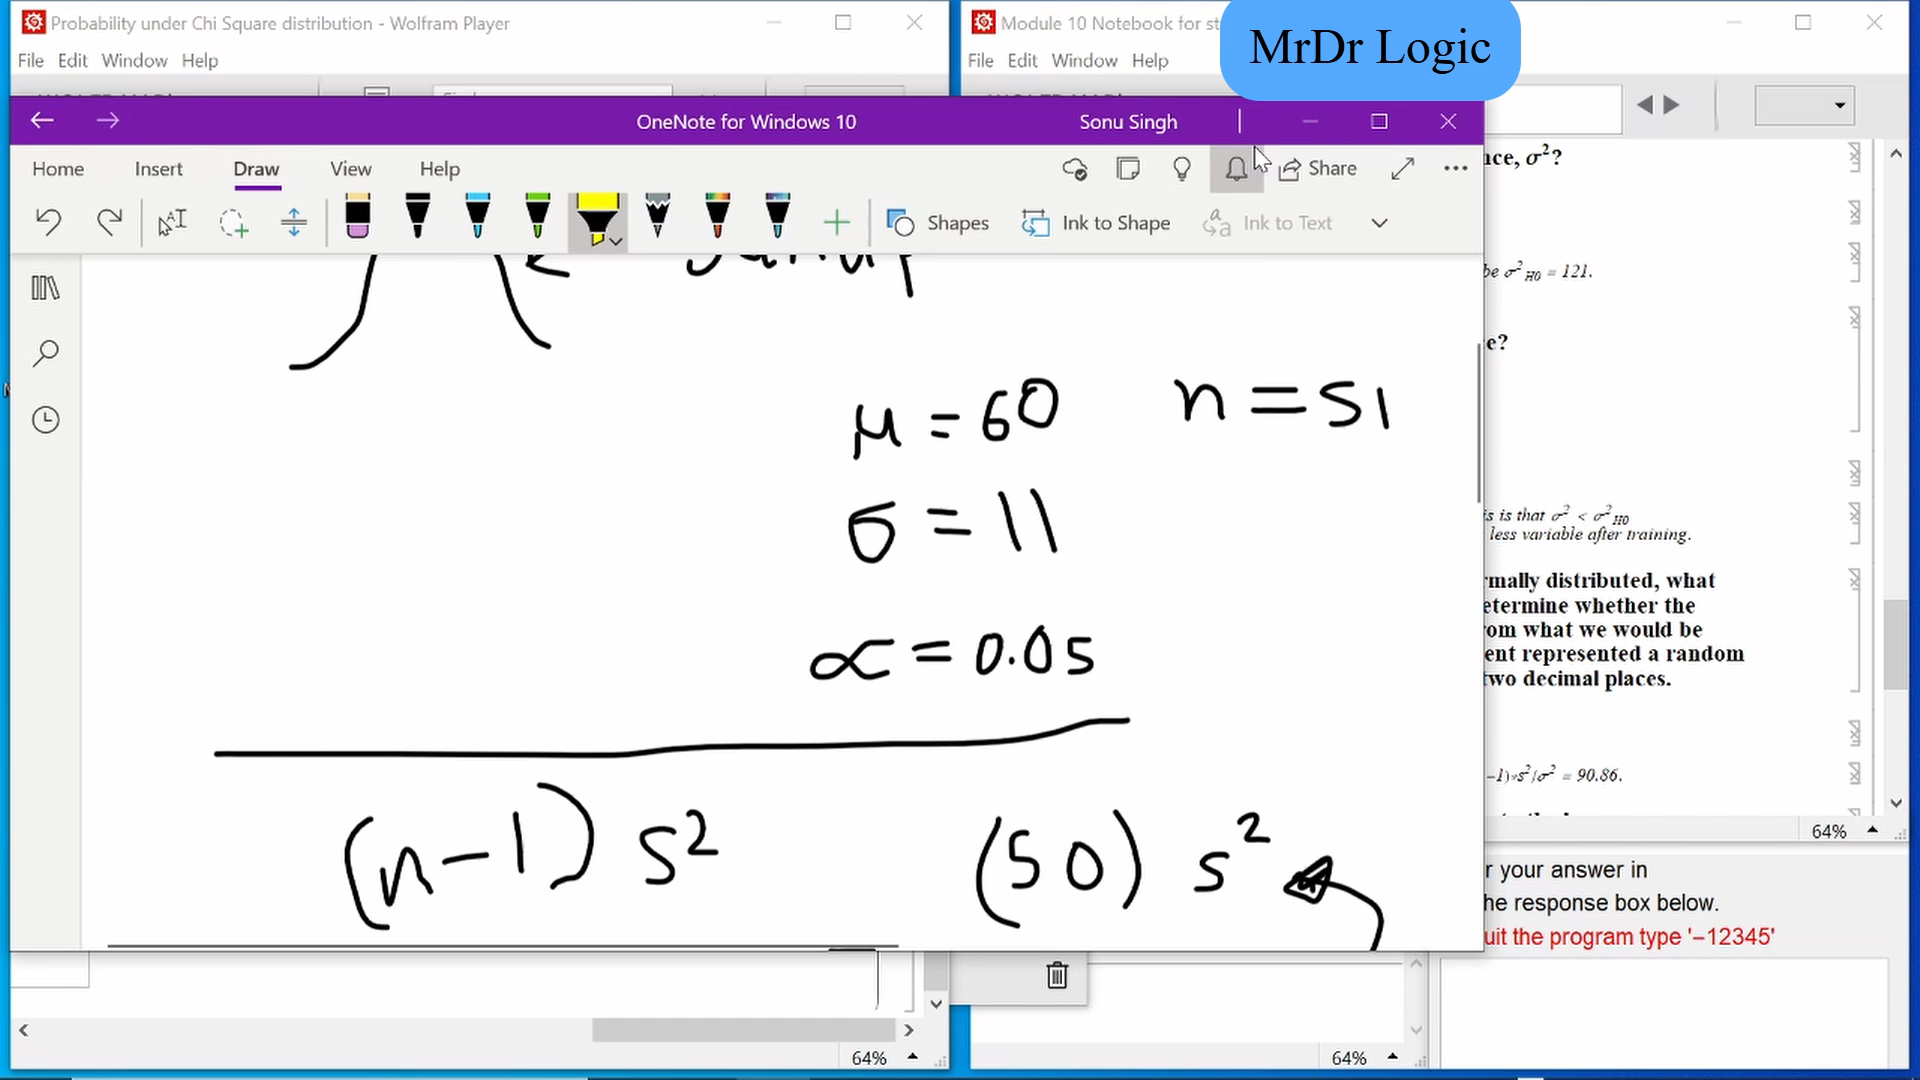 Probability under Chi Square distribution - Wolfram Player
Module 10 Notebook for st
MrDr Logic
File Edit Window Help
File Edit Window Help
OneNote for Windows 10
Sonu Singh
Home Insert Draw View Help
Share
Shapes
Ink to Shape
Ink to Text
μ = 60
n = 51
σ = 11
α = 0.05
(n-1) s²
(50) s²
nce, σ²?
be σ² H0 = 121.
e?
s is that σ² < σ² H0
less variable after training.
rmally distributed, what
etermine whether the
om what we would be
ent represented a random
two decimal places.
–1)*s²/σ² = 90.86.
64%
r your answer in
he response box below.
uit the program type '–12345'
64%
64%